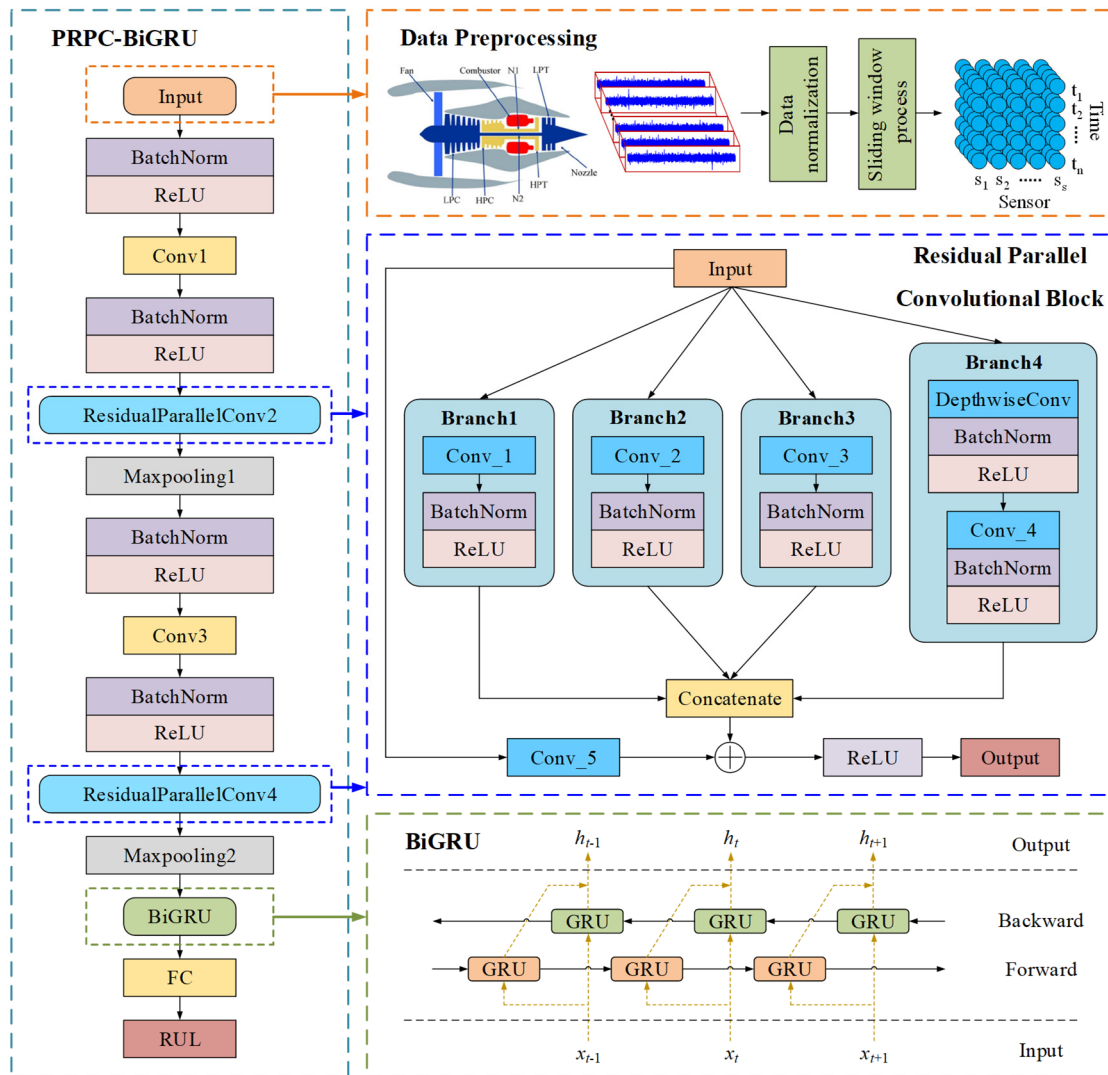 PRPC-BiGRU
Input
BatchNorm
ReLU
Conv1
BatchNorm
ReLU
ResidualParallelConv2
Maxpooling1
BatchNorm
ReLU
Conv3
BatchNorm
ReLU
ResidualParallelConv4
Maxpooling2
BiGRU
FC
RUL
Data Preprocessing
Fan
Combustor
N1
LPT
LPC
HPC
N2
HPT
Nozzle
Data
normalization
Sliding window
process
t1
t2
....
tn
Time
s1 s2 ..... ss
Sensor
Residual Parallel
Convolutional Block
Input
Branch1
Conv_1
BatchNorm
ReLU
Branch2
Conv_2
BatchNorm
ReLU
Branch3
Conv_3
BatchNorm
ReLU
Branch4
DepthwiseConv
BatchNorm
ReLU
Conv_4
BatchNorm
ReLU
Concatenate
Conv_5
ReLU
Output
BiGRU
ht-1 ht ht+1 Output
GRU GRU GRU Backward
GRU GRU GRU Forward
xt-1 xt xt+1 Input